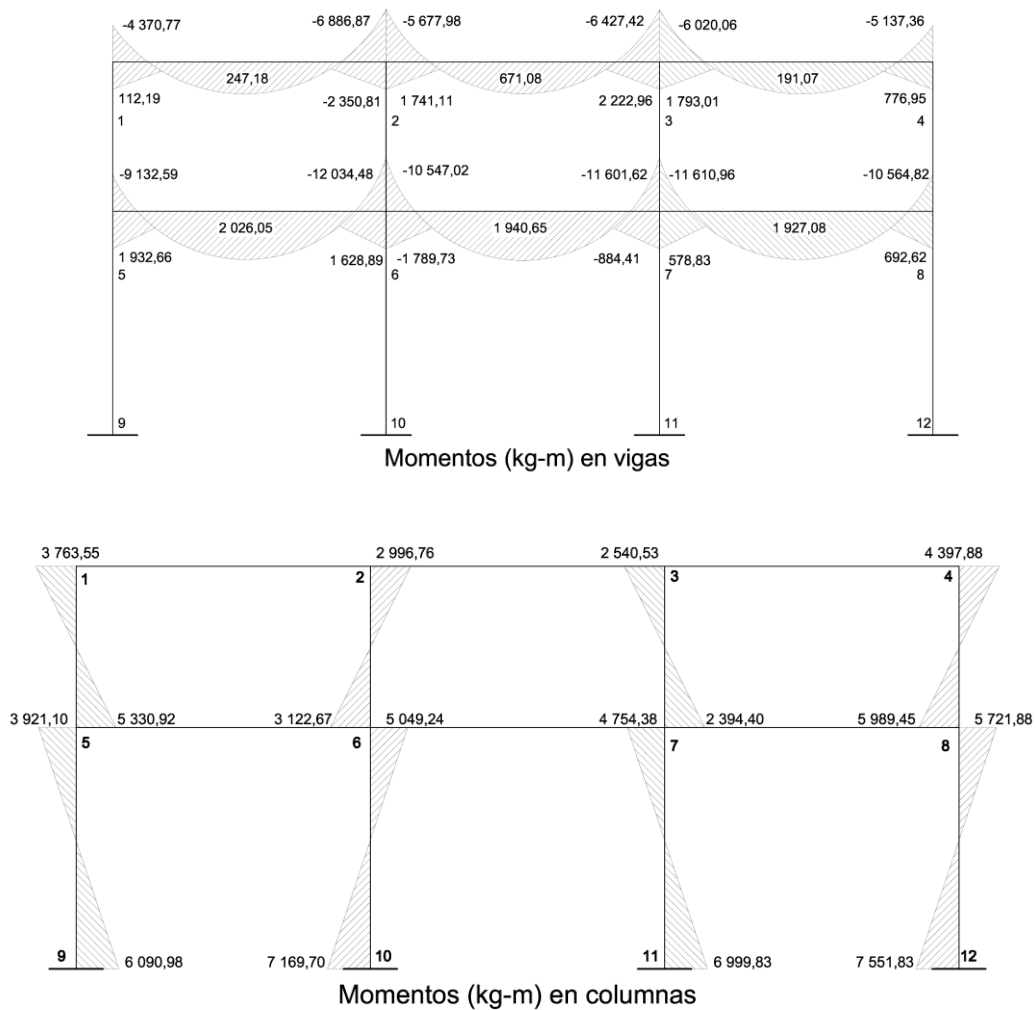 -4 370,77 -6 886,87 -5 677,98 -6 427,42 -6 020,06 -5 137,36
247,18 671,08 191,07
112,19 -2 350,81 1 741,11 2 222,96 1 793,01 776,95
1 2 3 4
-9 132,59 -12 034,48 -10 547,02 -11 601,62 -11 610,96 -10 564,82
2 026,05 1 940,65 1 927,08
1 932,66 1 628,89 -1 789,73 -884,41 578,83 692,62
5 6 7 8
9 10 11 12
Momentos (kg-m) en vigas
3 763,55 2 996,76 2 540,53 4 397,88
1 2 3 4
3 921,10 5 330,92 3 122,67 5 049,24 4 754,38 2 394,40 5 989,45 5 721,88
5 6 7 8
9 6 090,98 7 169,70 10 11 6 999,83 7 551,83 12
Momentos (kg-m) en columnas